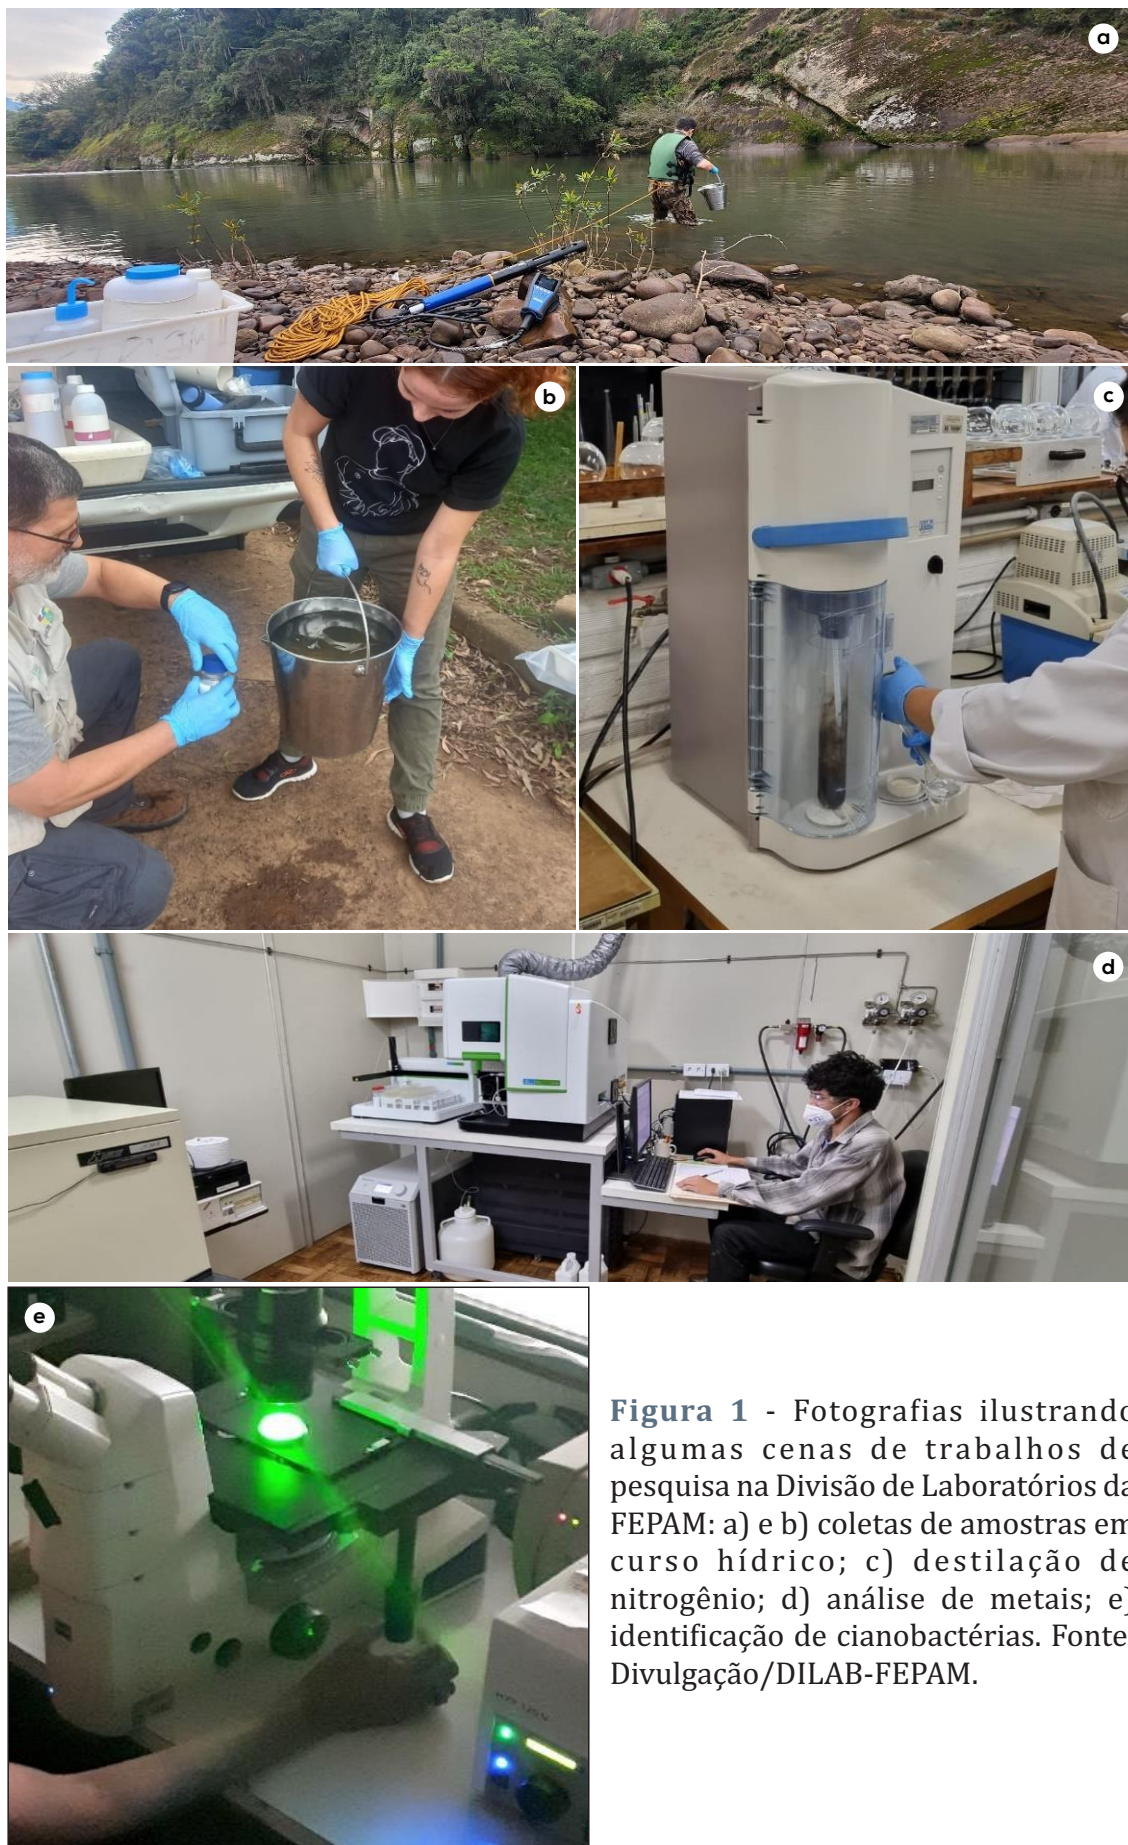 a
b
c
d
e
Figura 1 - Fotografias ilustrando
algumas cenas de trabalhos de
pesquisa na Divisão de Laboratórios da
FEPAM: a) e b) coletas de amostras em
curso hídrico; c) destilação de
nitrogênio; d) análise de metais; e)
identificação de cianobactérias. Fonte:
Divulgação/DILAB-FEPAM.